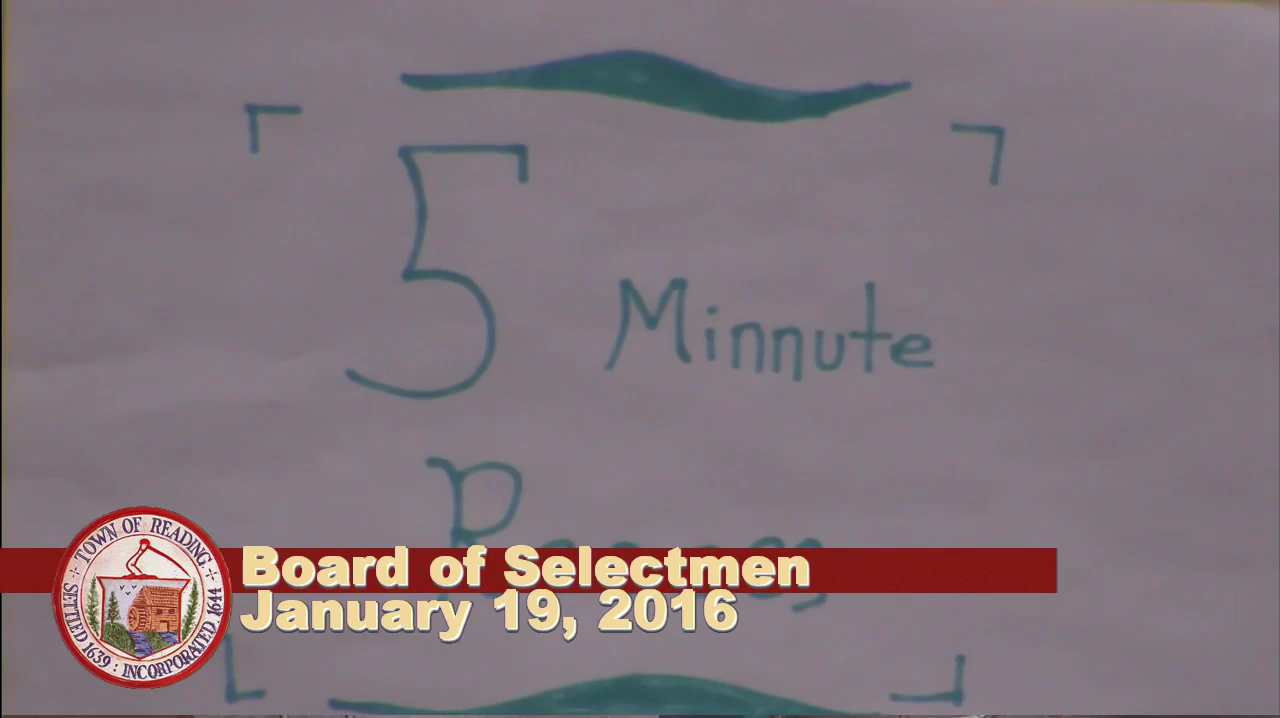 5 Minnute
Board of Selectmen
January 19, 2016
TOWN OF READING
SETTLED 1639 : INCORPORATED 1644